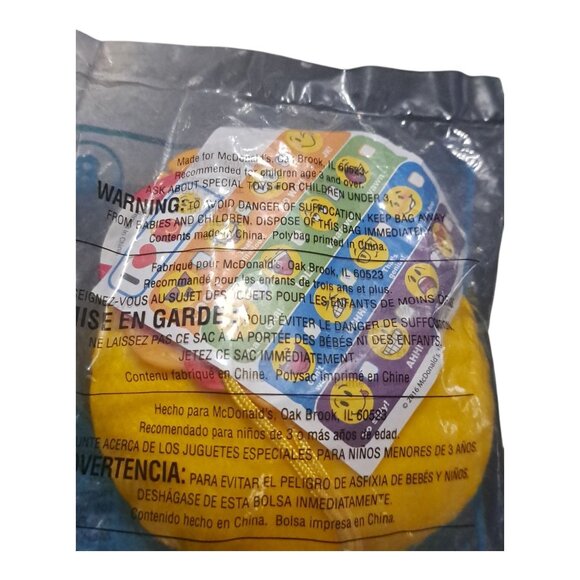 Made for McDonald's, Oak Brook, IL 60523
Recommended for children age 3 and over.
ASK ABOUT SPECIAL TOYS FOR CHILDREN UNDER 3.
WARNING: TO AVOID DANGER OF SUFFOCATION, KEEP BAG AWAY
FROM BABIES AND CHILDREN. DISPOSE OF THIS BAG IMMEDIATELY.
Contents made in China. Polybag printed in China.
Fabriqué pour McDonald's, Oak Brook, IL 60523
Recommandé pour les enfants de trois ans et plus.
EIGNEZ-VOUS AU SUJET DES JOUETS POUR LES ENFANTS DE MOINS DE
MISE EN GARDE : POUR ÉVITER LE DANGER DE SUFFOCATION,
NE LAISSEZ PAS CE SAC À LA PORTÉE DES BÉBÉS NI DES ENFANTS.
JETEZ CE SAC IMMÉDIATEMENT.
Contenu fabriqué en Chine. Polysac imprimé en Chine
Hecho para McDonald's, Oak Brook, IL 60523
Recomendado para niños de 3 o más años de edad.
UNTE ACERCA DE LOS JUGUETES ESPECIALES PARA NIÑOS MENORES DE 3 AÑOS
DVERTENCIA: PARA EVITAR EL PELIGRO DE ASFIXIA DE BEBÉS Y NIÑOS,
DESHÁGASE DE ESTA BOLSA INMEDIATAMENTE.
Contenido hecho en China. Bolsa impresa en China.
© 2016 McDonald's